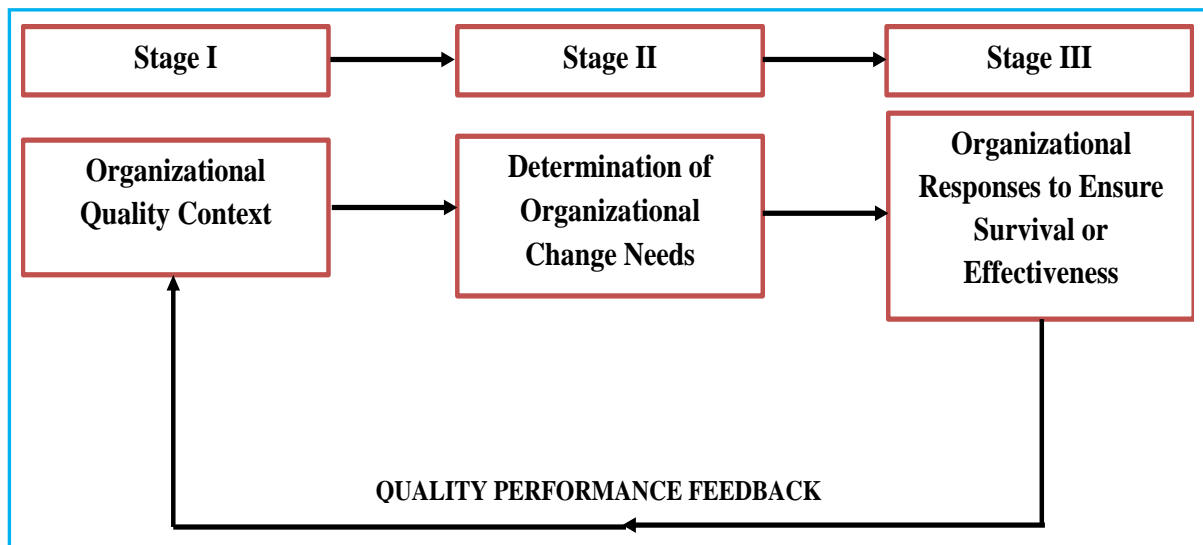 Stage I
Stage II
Stage III
Organizational
Quality Context
Determination of
Organizational
Change Needs
Organizational
Responses to Ensure
Survival or
Effectiveness
QUALITY PERFORMANCE FEEDBACK